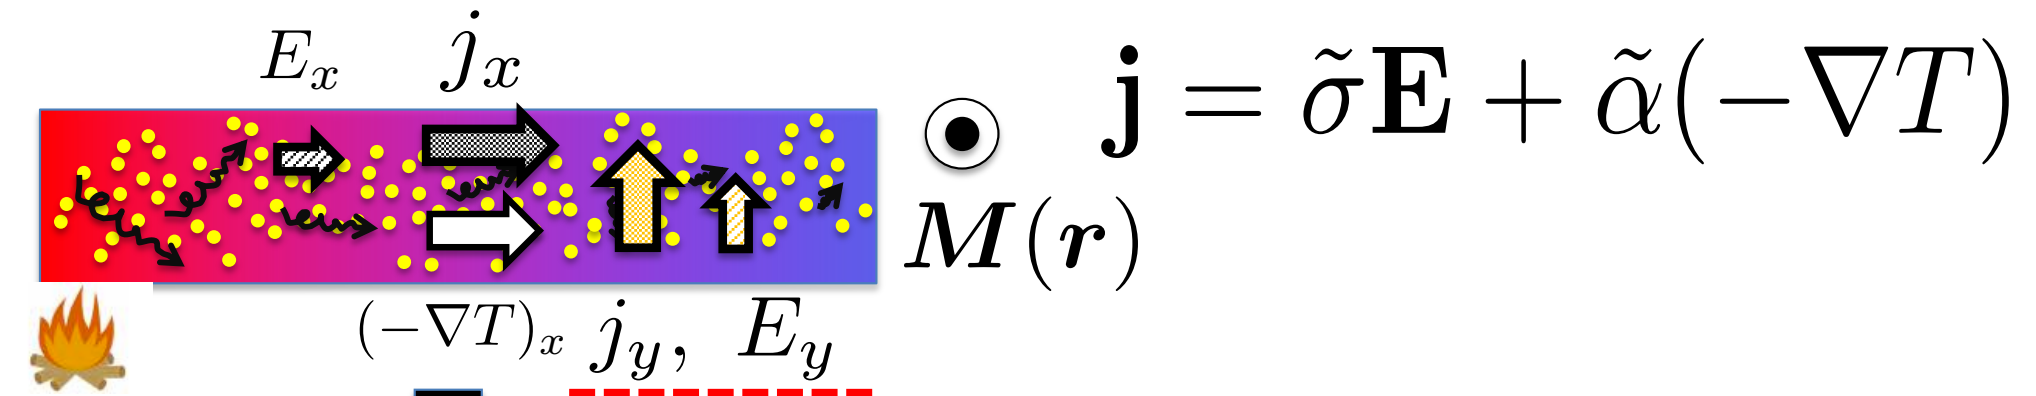 E_x j_x
𝐣 = σ̃𝐄 + α̃(−∇T)
𝑴(𝒓)
(−∇T)_x j_y, E_y